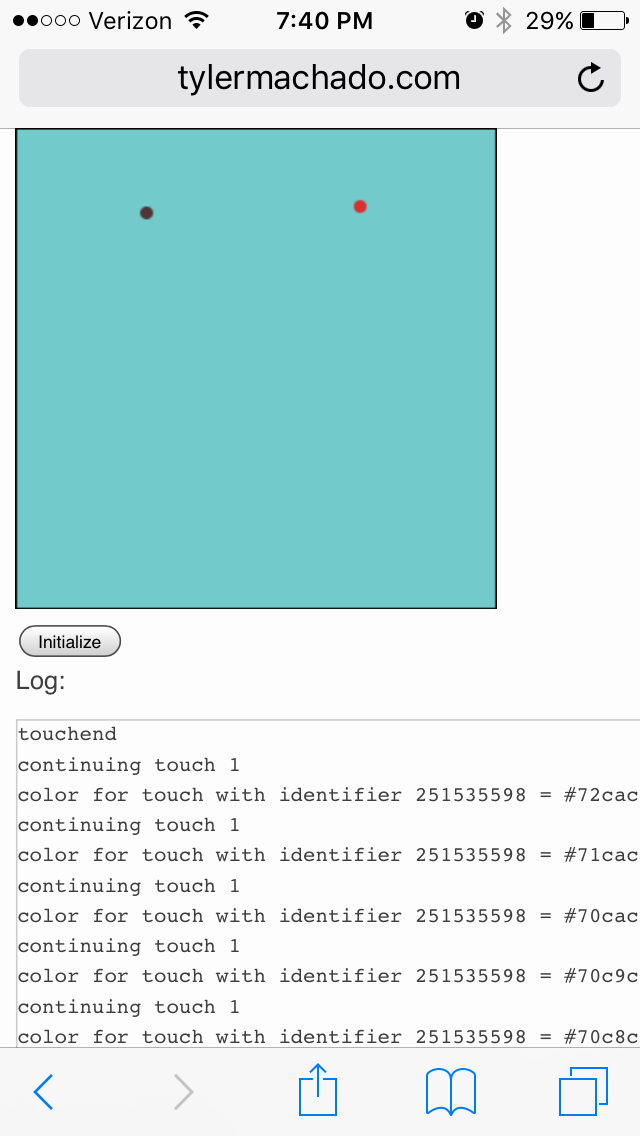 Verizon 7:40 PM 29%
tylermachado.com
Initialize
Log:
touchend
continuing touch 1
color for touch with identifier 251535598 = #72cac
continuing touch 1
color for touch with identifier 251535598 = #71cac
continuing touch 1
color for touch with identifier 251535598 = #70cac
continuing touch 1
color for touch with identifier 251535598 = #70c9c
continuing touch 1
color for touch with identifier 251535598 = #70c8c